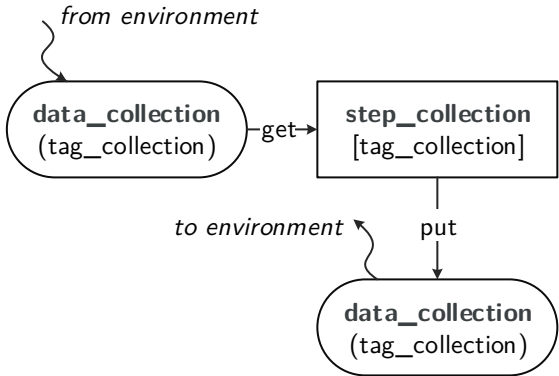 from environment
data_collection
(tag_collection)
get
step_collection
[tag_collection]
to environment
put
data_collection
(tag_collection)